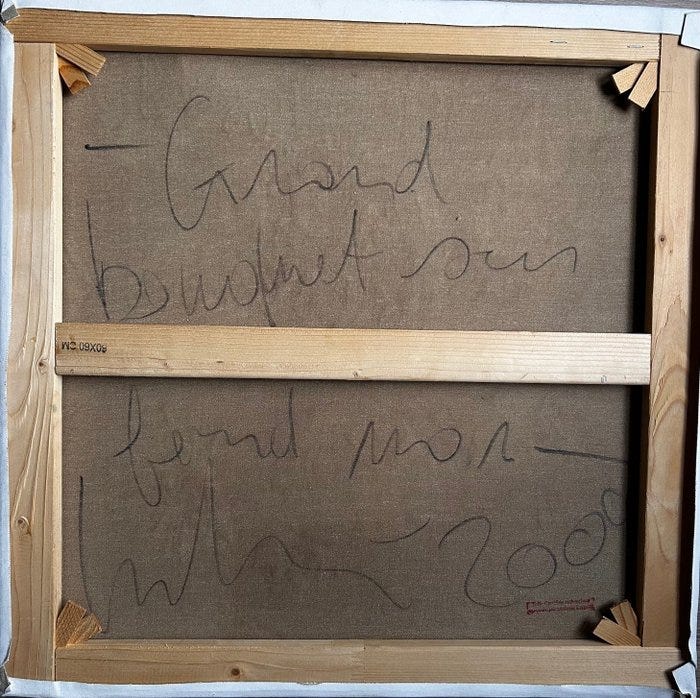 - Grand
bouquet sur
60X60 CM
fond noir -
- 2000